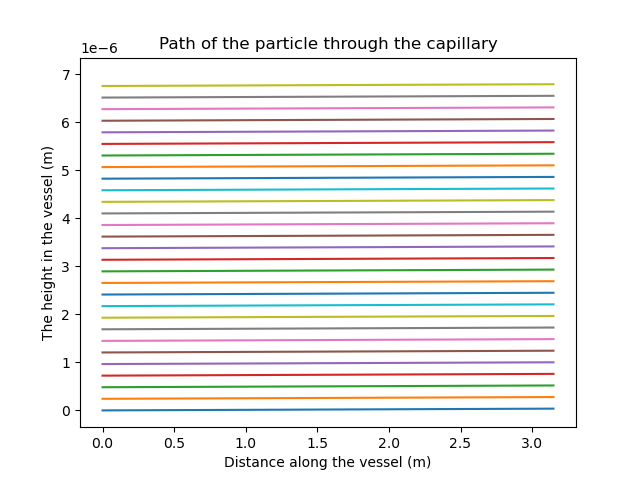 Path of the particle through the capillary
1e−6
7
6
5
4
3
2
1
0
The height in the vessel (m)
0.0 0.5 1.0 1.5 2.0 2.5 3.0
Distance along the vessel (m)